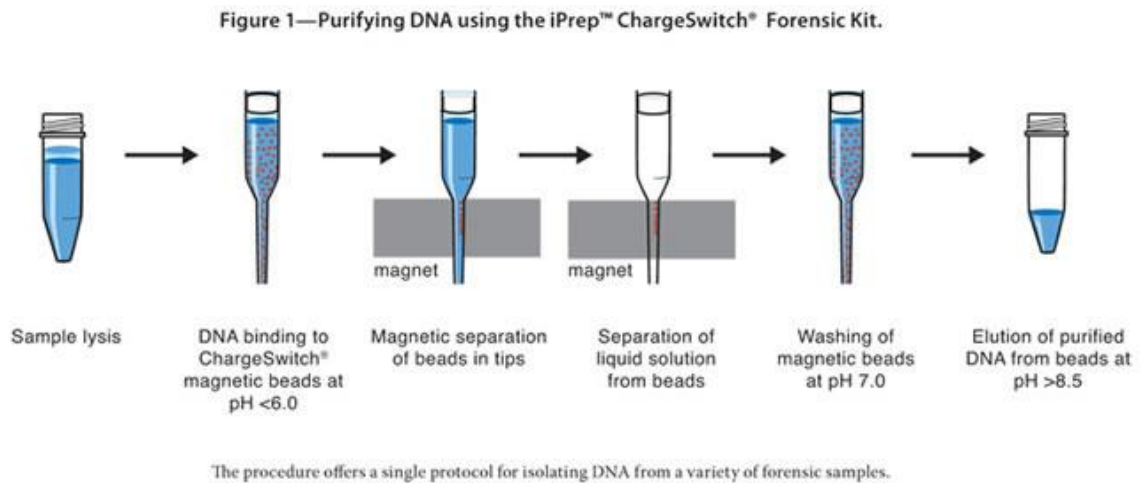 Figure 1—Purifying DNA using the iPrep™ ChargeSwitch® Forensic Kit.
magnet
magnet
Sample lysis
DNA binding to
ChargeSwitch®
magnetic beads at
pH <6.0
Magnetic separation
of beads in tips
Separation of
liquid solution
from beads
Washing of
magnetic beads
at pH 7.0
Elution of purified
DNA from beads at
pH >8.5
The procedure offers a single protocol for isolating DNA from a variety of forensic samples.